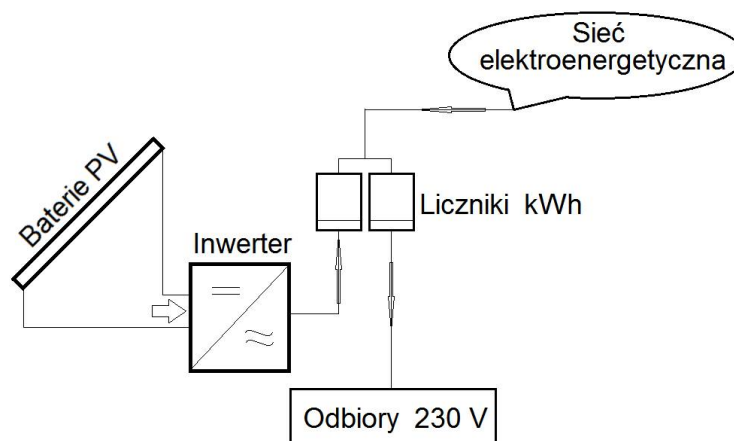 Sieć
elektroenergetyczna
Baterie PV
Liczniki kWh
Inwerter
Odbiory 230 V